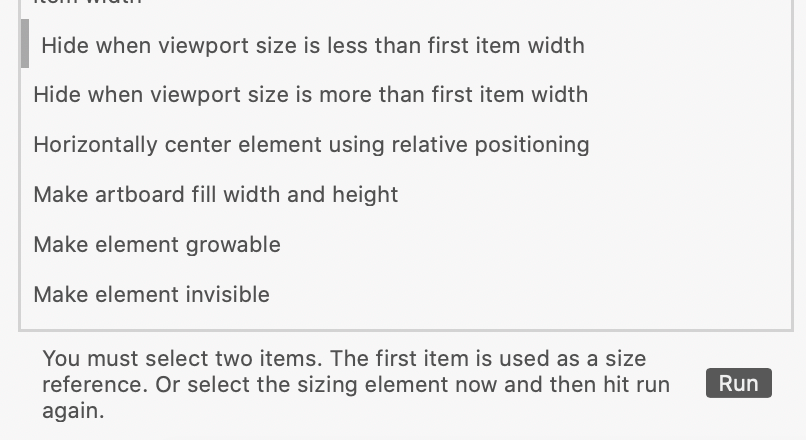 item width
Hide when viewport size is less than first item width
Hide when viewport size is more than first item width
Horizontally center element using relative positioning
Make artboard fill width and height
Make element growable
Make element invisible
You must select two items. The first item is used as a size
reference. Or select the sizing element now and then hit run
again.
Run